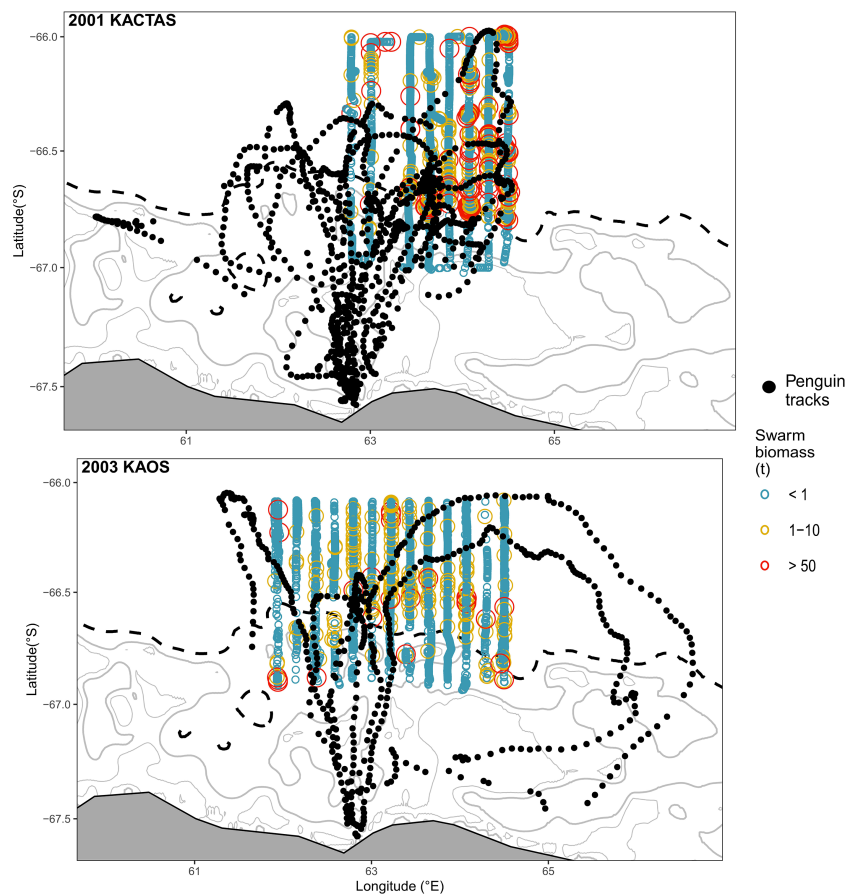 2001 KACTAS
−66.0
−66.5
−67.0
−67.5
Latitude(°S)
61
63
65
Penguin
tracks
Swarm
biomass
(t)
< 1
1−10
> 50
2003 KAOS
−66.0
−66.5
−67.0
−67.5
Latitude(°S)
61
63
65
Longitude (°E)